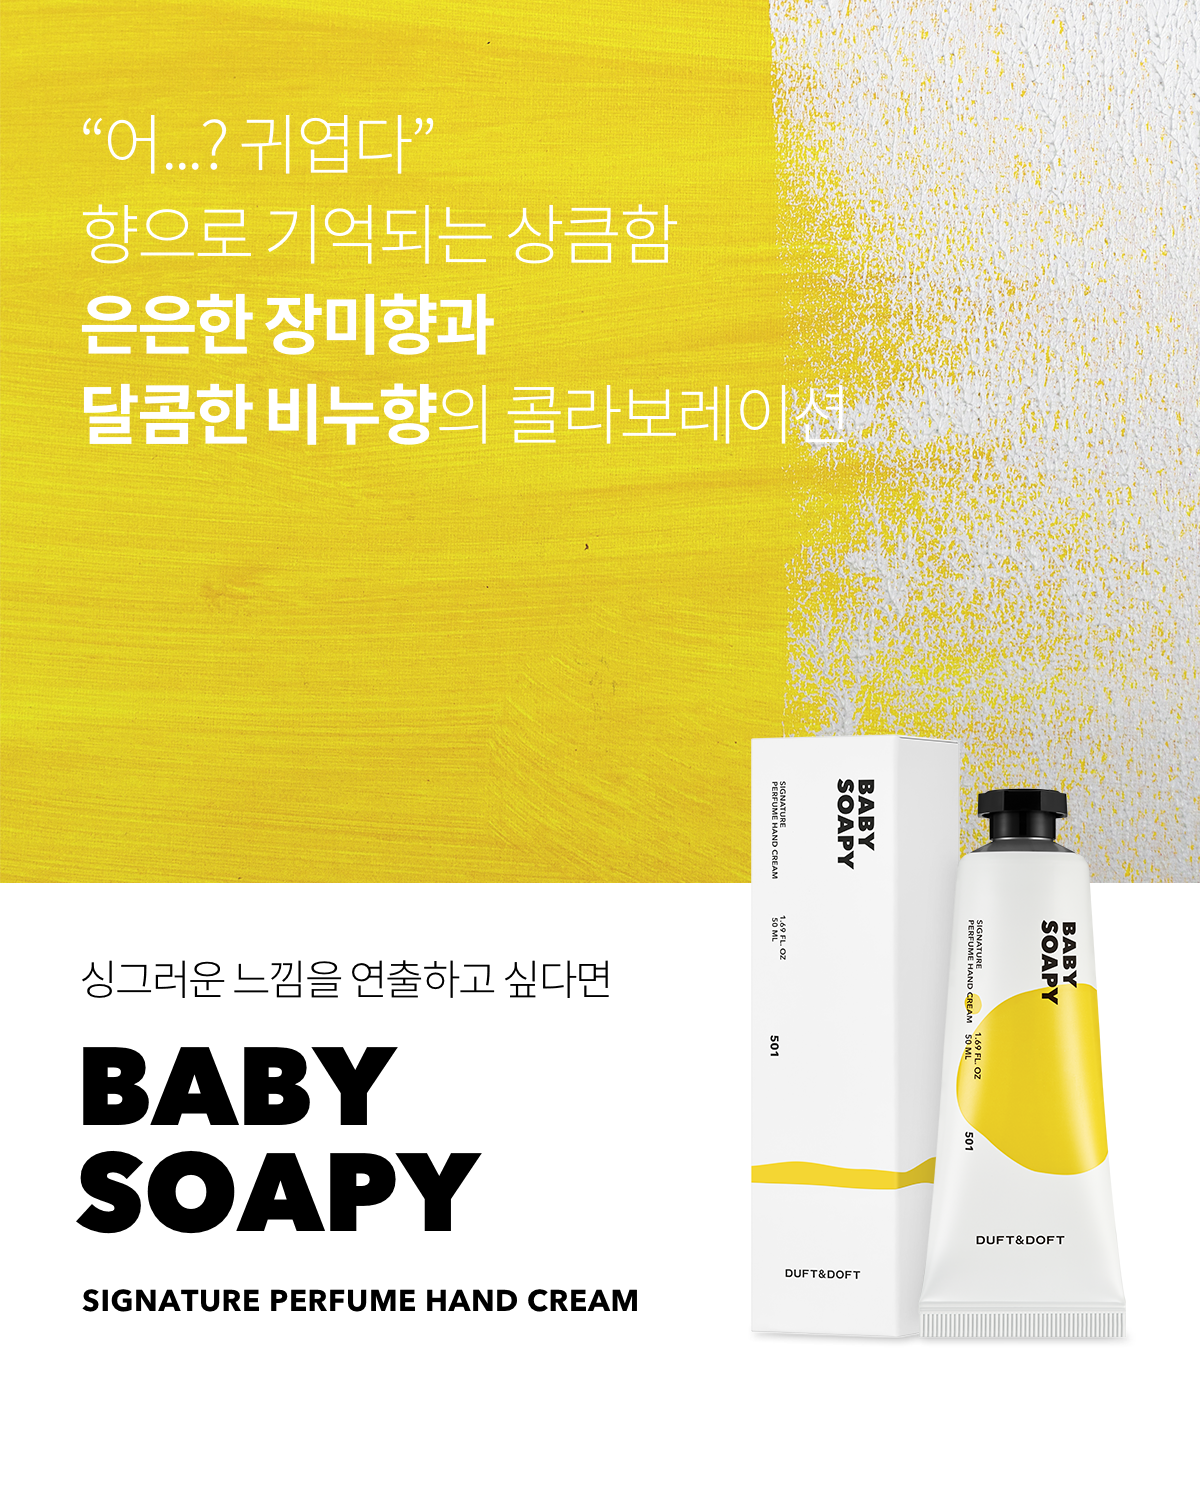 “어...? 귀엽다”
향으로 기억되는 상큼함
은은한 장미향과
달콤한 비누향의 콜라보레이션
싱그러운 느낌을 연출하고 싶다면
BABY
SOAPY
SIGNATURE PERFUME HAND CREAM
BABY
SOAPY
SIGNATURE
PERFUME HAND CREAM
1.69 FL. OZ
50 ML
501
DUFT&DOFT
BABY
SOAPY
SIGNATURE
PERFUME HAND CREAM
1.69 FL. OZ
50 ML
501
DUFT&DOFT